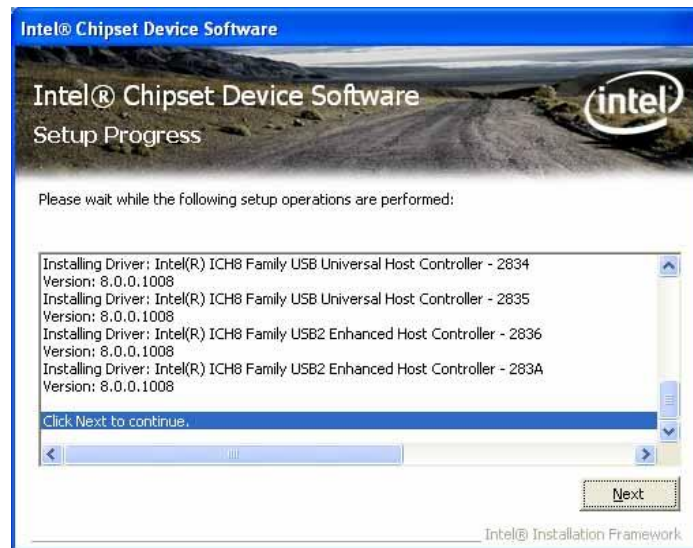 Intel® Chipset Device Software
Intel® Chipset Device Software
intel
Setup Progress
Please wait while the following setup operations are performed:
Installing Driver: Intel(R) ICH8 Family USB Universal Host Controller - 2834
Version: 8.0.0.1008
Installing Driver: Intel(R) ICH8 Family USB Universal Host Controller - 2835
Version: 8.0.0.1008
Installing Driver: Intel(R) ICH8 Family USB2 Enhanced Host Controller - 2836
Version: 8.0.0.1008
Installing Driver: Intel(R) ICH8 Family USB2 Enhanced Host Controller - 283A
Version: 8.0.0.1008
Click Next to continue.
Next
Intel® Installation Framework